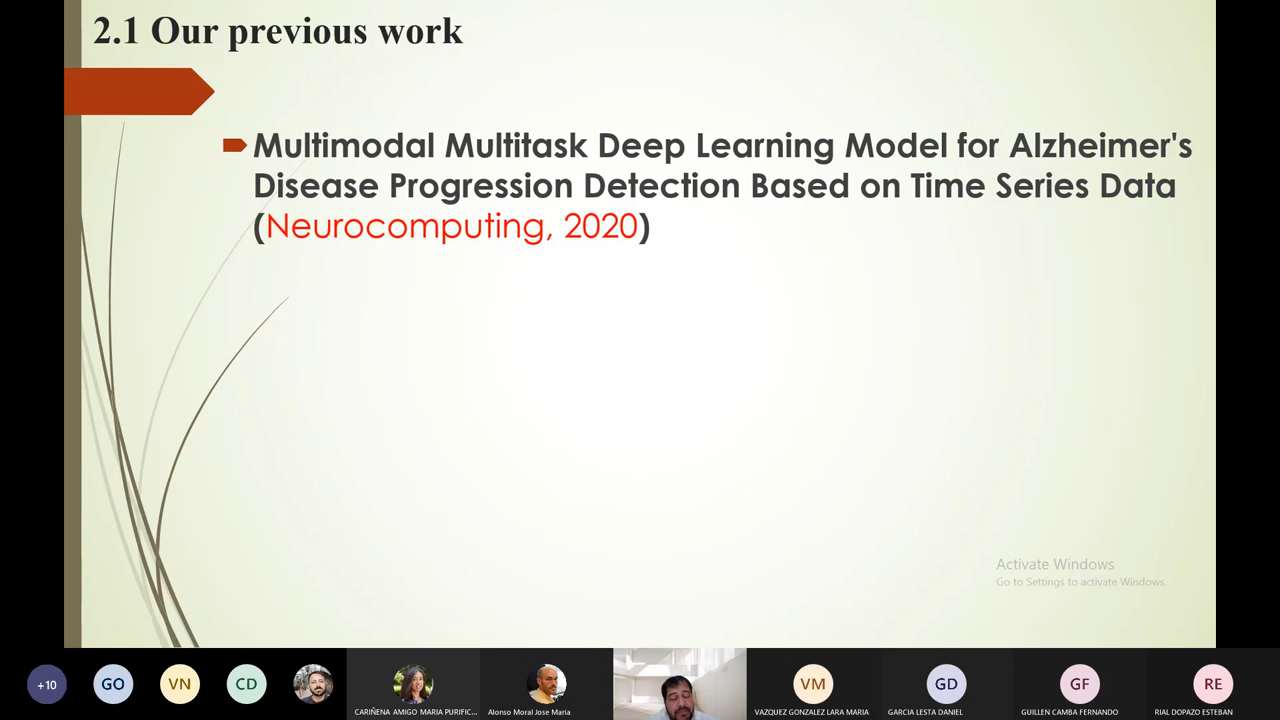 2.1 Our previous work
Multimodal Multitask Deep Learning Model for Alzheimer's
Disease Progression Detection Based on Time Series Data
(Neurocomputing, 2020)
Activate Windows
Go to Settings to activate Windows.
+10
GO
VN
CD
CARIÑENA AMIGO MARIA PURIFIC...
Alonso Moral Jose Maria
VM
VAZQUEZ GONZALEZ LARA MARIA
GD
GARCIA LESTA DANIEL
GF
GUILLEN CAMBA FERNANDO
RE
RIAL DOPAZO ESTEBAN